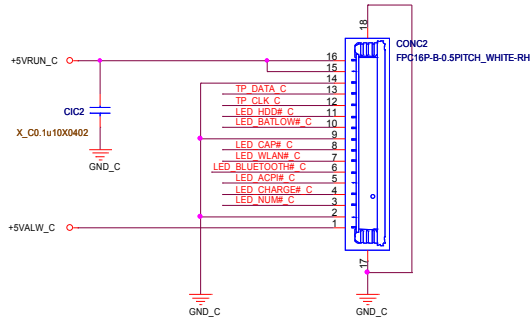 18
CONC2
FPC16P-B-0.5PITCH_WHITE-RH
+5VRUN_C
16
15
14
TP_DATA_C 13
TP_CLK_C 12
LED_HDD#_C 11
LED_BATLOW#_C 10
9
LED_CAP#_C 8
LED_WLAN#_C 7
LED_BLUETOOTH#_C 6
LED_ACPI#_C 5
LED_CHARGE#_C 4
LED_NUM#_C 3
2
1
CIC2
X_C0.1u10X0402
GND_C
+5VALW_C
17
GND_C
GND_C